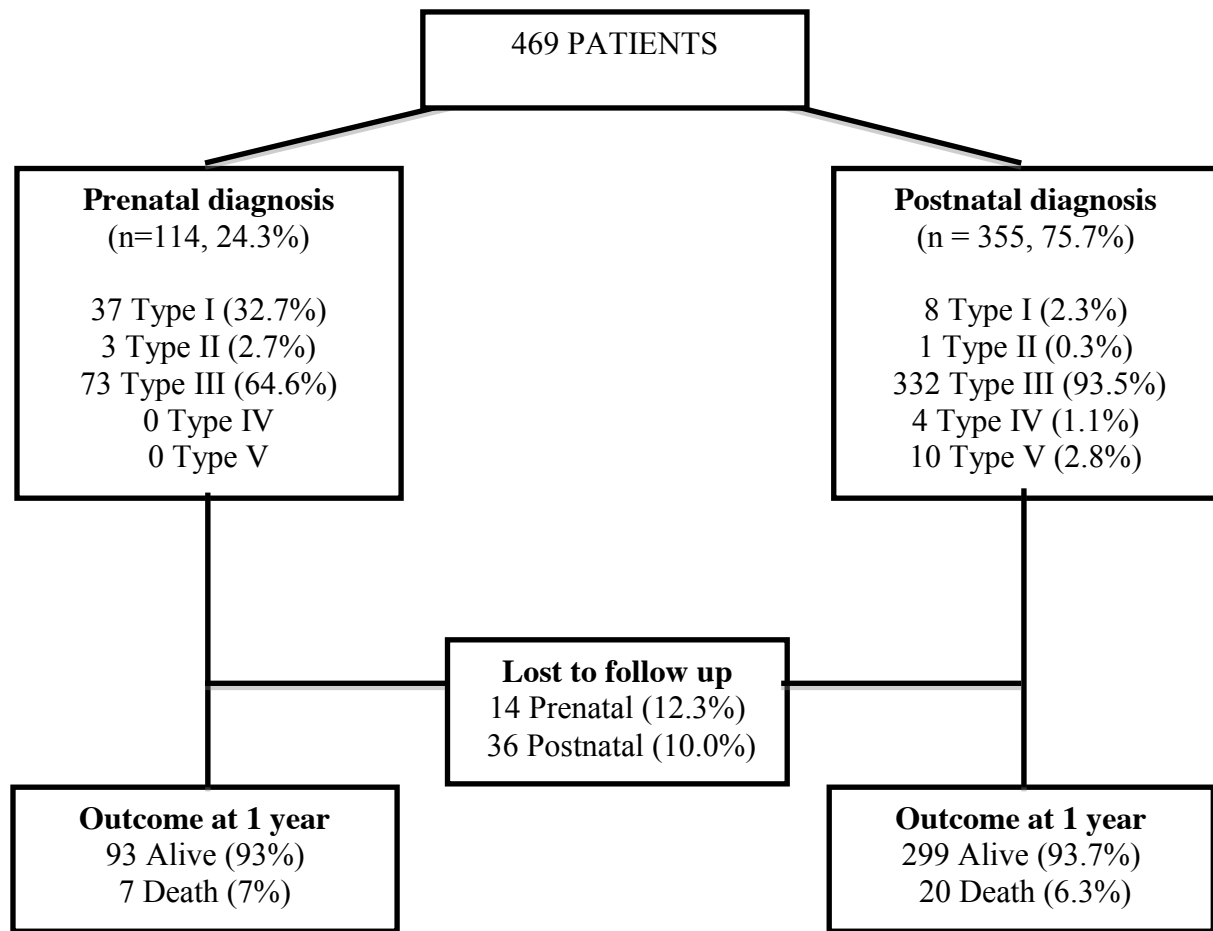 469 PATIENTS
Prenatal diagnosis
(n=114, 24.3%)
37 Type I (32.7%)
3 Type II (2.7%)
73 Type III (64.6%)
0 Type IV
0 Type V
Postnatal diagnosis
(n = 355, 75.7%)
8 Type I (2.3%)
1 Type II (0.3%)
332 Type III (93.5%)
4 Type IV (1.1%)
10 Type V (2.8%)
Lost to follow up
14 Prenatal (12.3%)
36 Postnatal (10.0%)
Outcome at 1 year
93 Alive (93%)
7 Death (7%)
Outcome at 1 year
299 Alive (93.7%)
20 Death (6.3%)